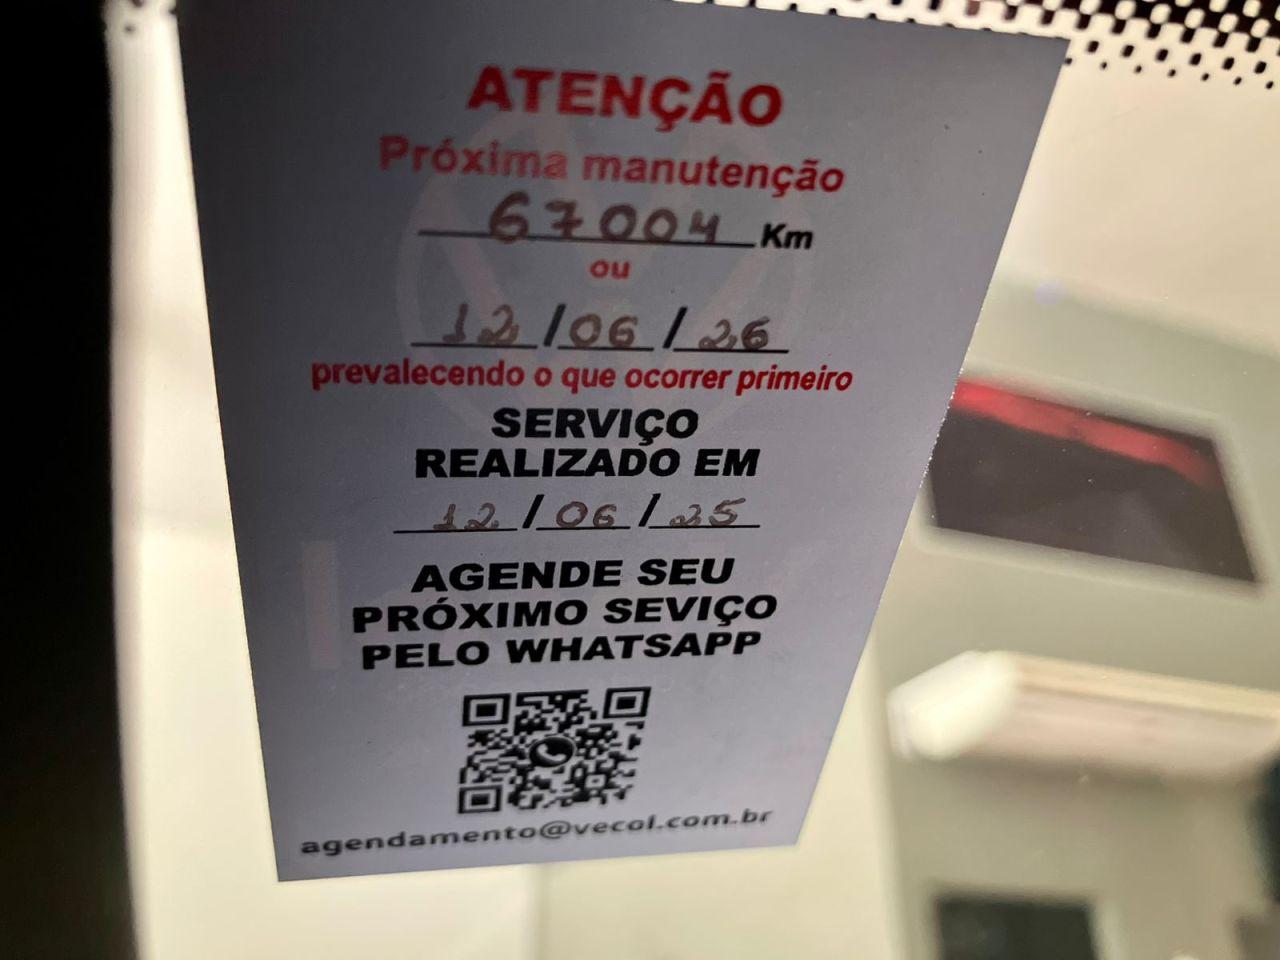 ATENÇÃO
Próxima manutenção
67004 Km
ou
12/06/26
prevalecendo o que ocorrer primeiro
SERVIÇO
REALIZADO EM
12/06/25
AGENDE SEU
PRÓXIMO SEVIÇO
PELO WHATSAPP
agendamento@vecol.com.br